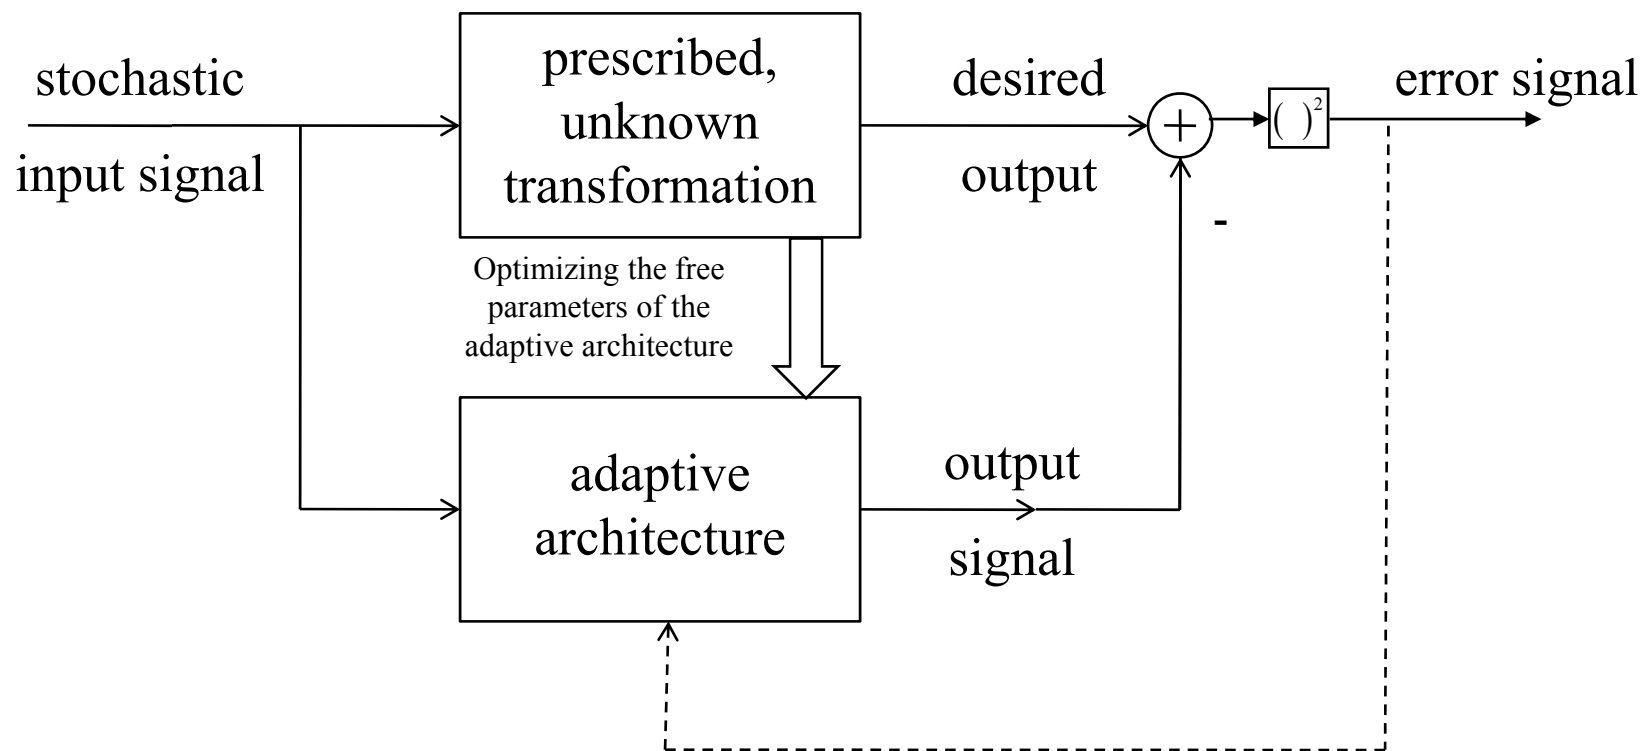 stochastic
input signal
prescribed,
unknown
transformation
desired
output
+
( )²
error signal
-
Optimizing the free
parameters of the
adaptive architecture
adaptive
architecture
output
signal